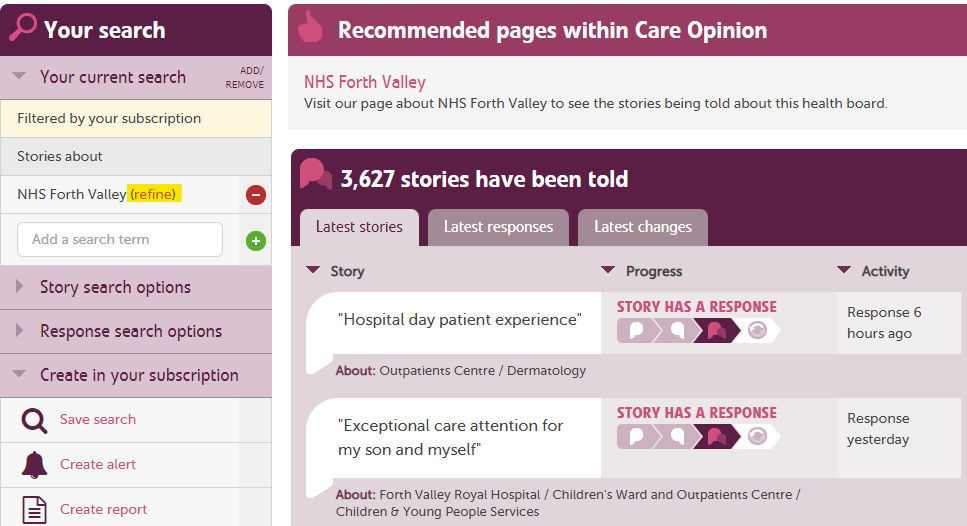 Your search
Your current search
ADD/
REMOVE
Filtered by your subscription
Stories about
NHS Forth Valley (refine)
Add a search term
Story search options
Response search options
Create in your subscription
Save search
Create alert
Create report
Recommended pages within Care Opinion
NHS Forth Valley
Visit our page about NHS Forth Valley to see the stories being told about this health board.
3,627 stories have been told
Latest stories
Latest responses
Latest changes
Story
Progress
Activity
"Hospital day patient experience"
STORY HAS A RESPONSE
Response 6
hours ago
About: Outpatients Centre / Dermatology
"Exceptional care attention for
my son and myself"
STORY HAS A RESPONSE
Response
yesterday
About: Forth Valley Royal Hospital / Children's Ward and Outpatients Centre /
Children & Young People Services